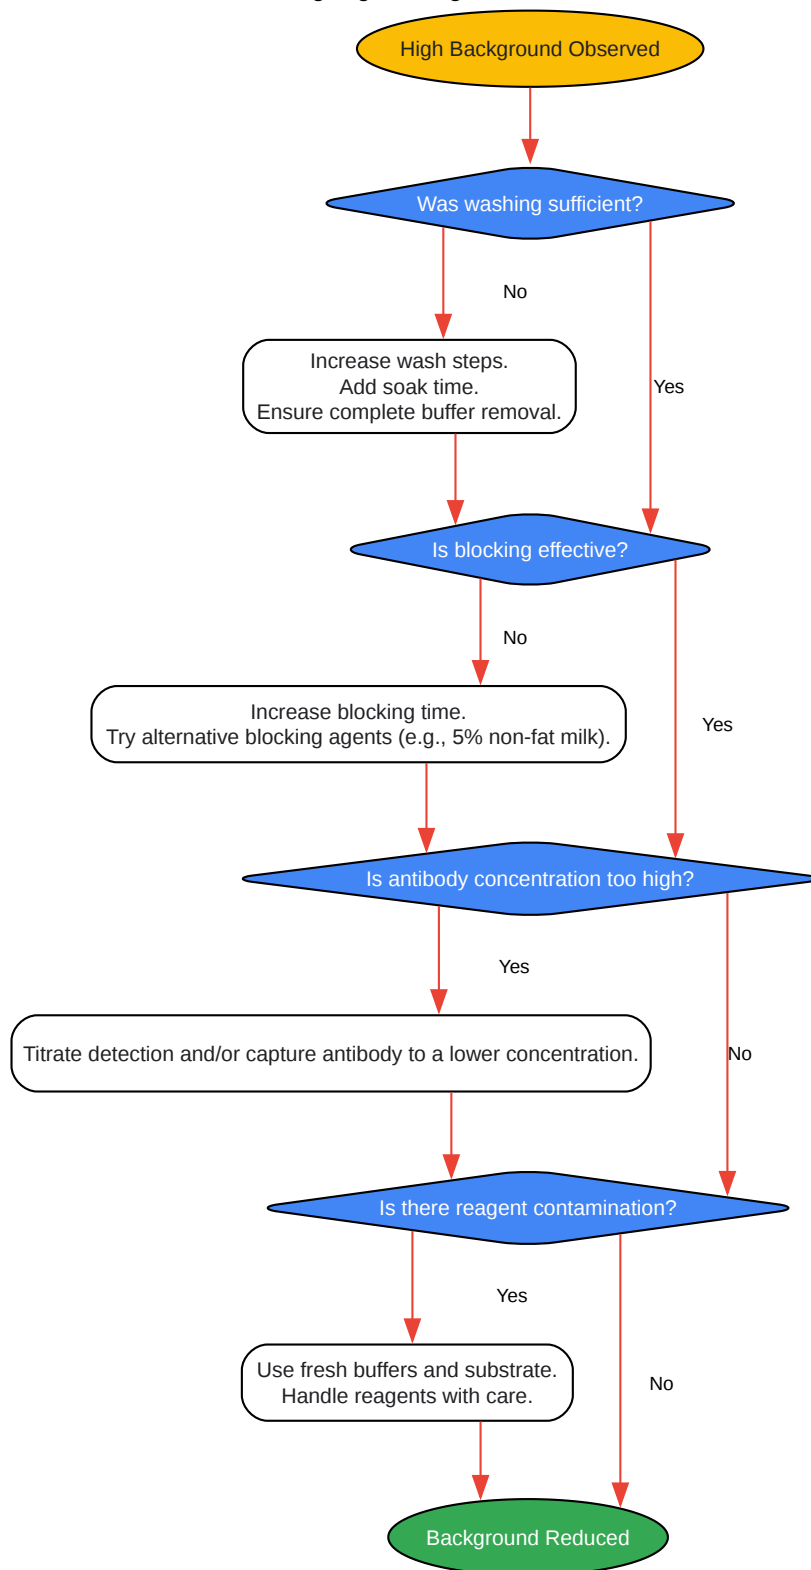 High Background Observed
Was washing sufficient?
No
Increase wash steps.
Add soak time.
Ensure complete buffer removal.
Yes
Is blocking effective?
No
Increase blocking time.
Try alternative blocking agents (e.g., 5% non-fat milk).
Yes
Is antibody concentration too high?
Yes
Titrate detection and/or capture antibody to a lower concentration.
No
Is there reagent contamination?
Yes
Use fresh buffers and substrate.
Handle reagents with care.
No
Background Reduced